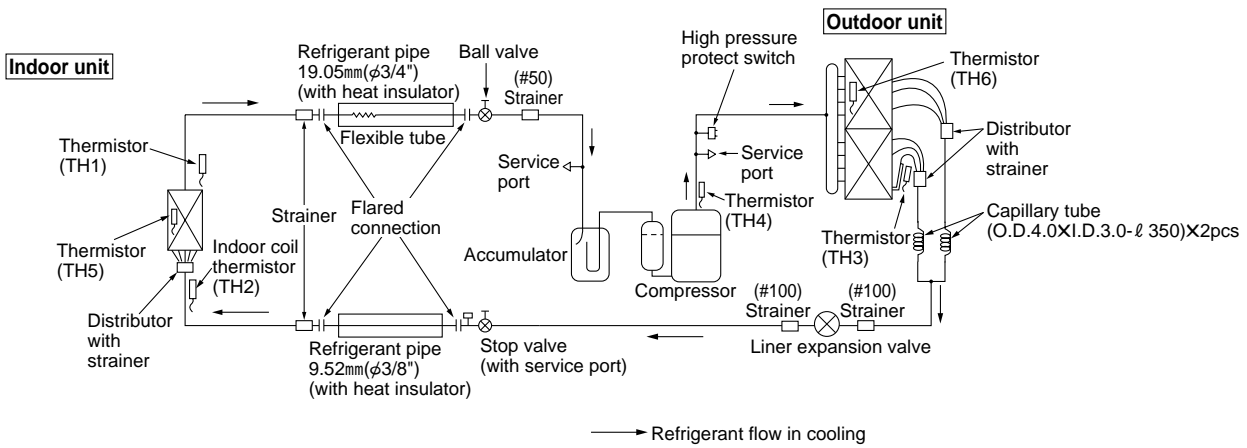 Indoor unit
Outdoor unit
Refrigerant pipe
19.05mm(φ3/4")
(with heat insulator)
Flexible tube
Ball valve
(#50)
Strainer
High pressure
protect switch
Thermistor
(TH6)
Distributor
with
strainer
Service
port
Service
port
Thermistor
(TH4)
Thermistor
(TH1)
Thermistor
(TH5)
Indoor coil
thermistor
(TH2)
Distributor
with
strainer
Strainer
Flared
connection
Accumulator
Compressor
Thermistor
(TH3)
Capillary tube
(O.D.4.0XI.D.3.0-ℓ 350)X2pcs
(#100)
Strainer
(#100)
Strainer
Liner expansion valve
Refrigerant pipe
9.52mm(φ3/8")
(with heat insulator)
Stop valve
(with service port)
Refrigerant flow in cooling